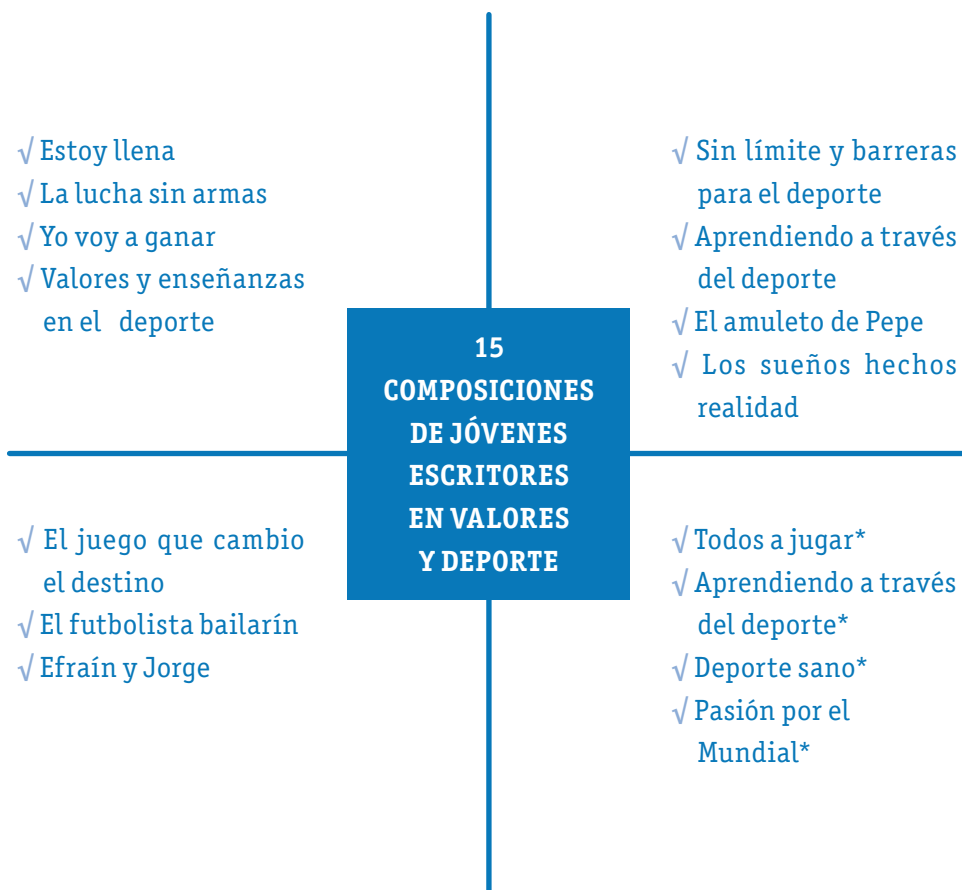 √ Estoy llena
√ La lucha sin armas
√ Yo voy a ganar
√ Valores y enseñanzas
en el deporte
√ Sin límite y barreras
para el deporte
√ Aprendiendo a través
del deporte
√ El amuleto de Pepe
√ Los sueños hechos
realidad
15
COMPOSICIONES
DE JÓVENES
ESCRITORES
EN VALORES
Y DEPORTE
√ El juego que cambio
el destino
√ El futbolista bailarín
√ Efraín y Jorge
√ Todos a jugar*
√ Aprendiendo a través
del deporte*
√ Deporte sano*
√ Pasión por el
Mundial*